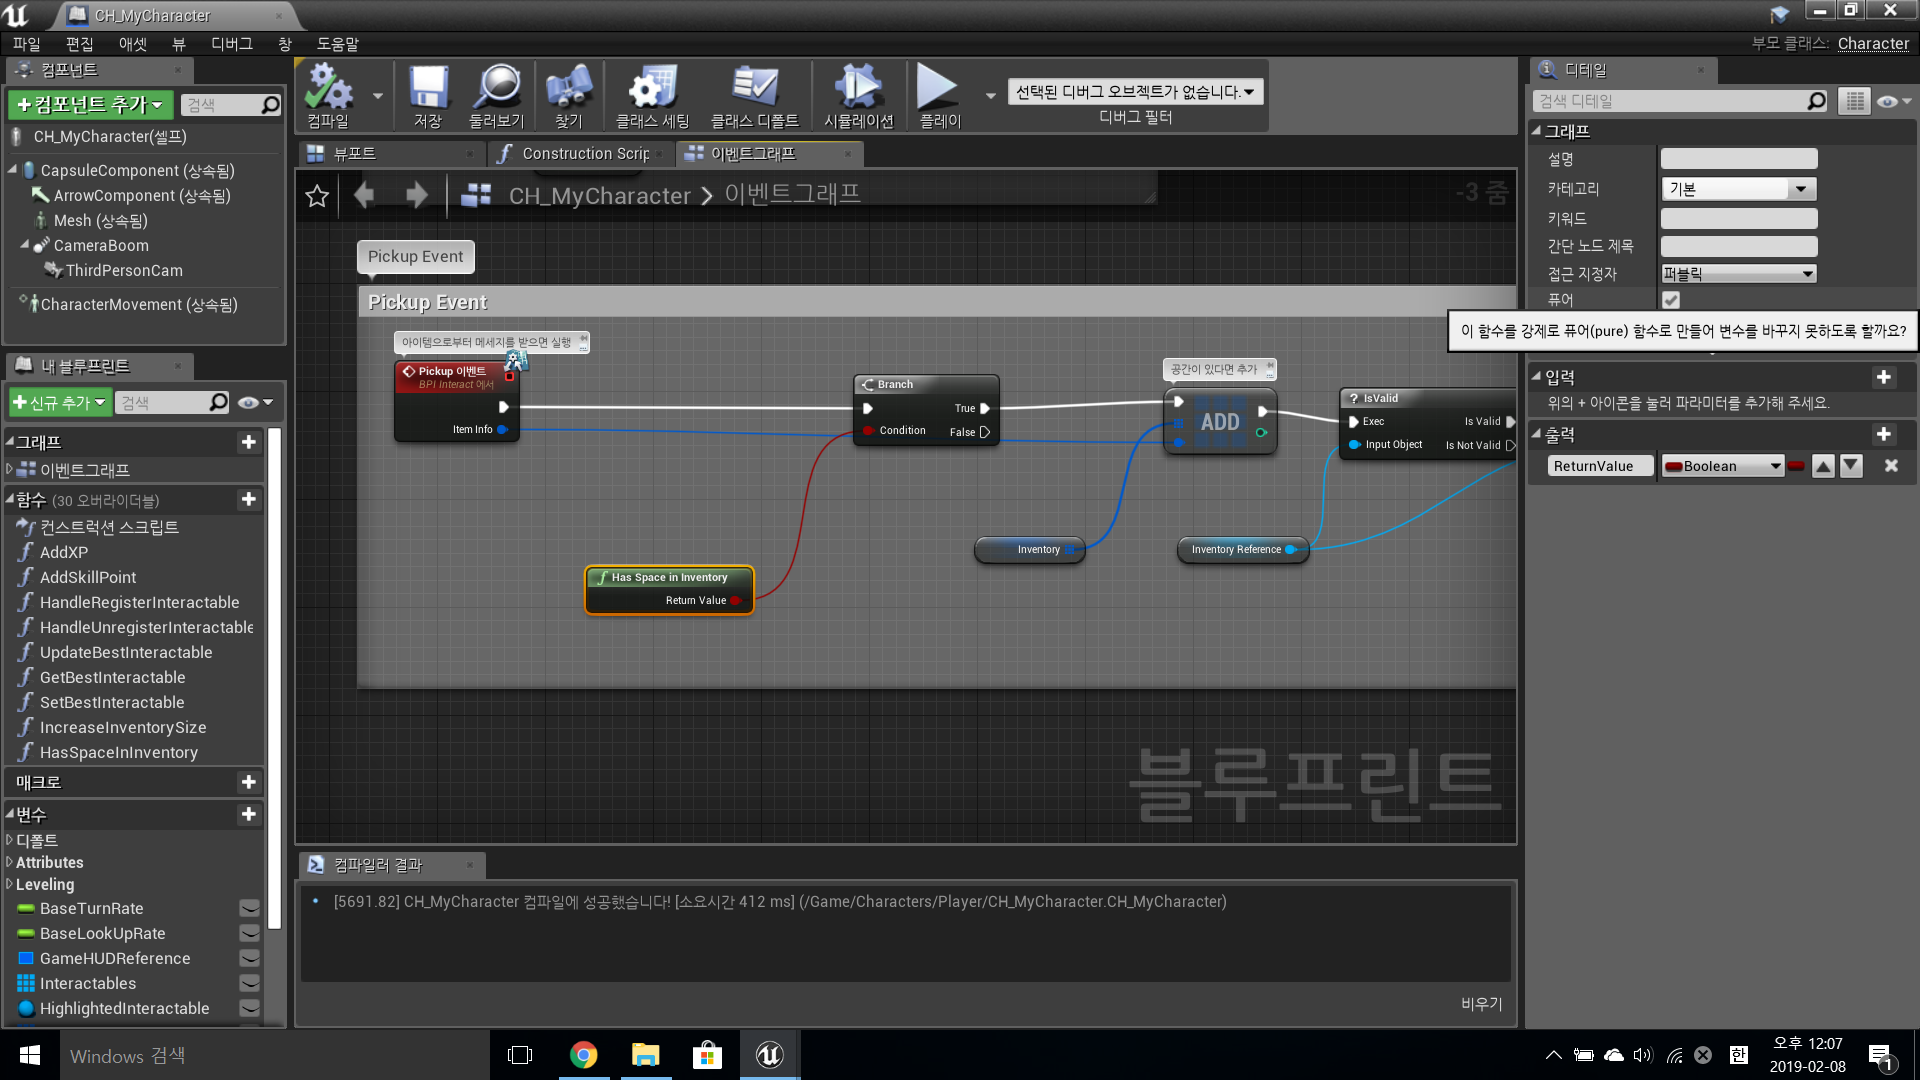 CH_MyCharacter
파일 편집 애셋 뷰 디버그 창 도움말
부모 클래스: Character
컴포넌트
컴포넌트 추가
검색
CH_MyCharacter(셀프)
CapsuleComponent (상속됨)
ArrowComponent (상속됨)
Mesh (상속됨)
CameraBoom
ThirdPersonCam
CharacterMovement (상속됨)
내 블루프린트
신규 추가
검색
그래프
이벤트그래프
함수 (30 오버라이더블)
컨스트럭션 스크립트
AddXP
AddSkillPoint
HandleRegisterInteractable
HandleUnregisterInteractable
UpdateBestInteractable
GetBestInteractable
SetBestInteractable
IncreaseInventorySize
HasSpaceInInventory
매크로
변수
디폴트
Attributes
Leveling
BaseTurnRate
BaseLookUpRate
GameHUDReference
Interactables
HighlightedInteractable
컴파일
저장
둘러보기
찾기
클래스 세팅
클래스 디폴트
시뮬레이션
플레이
선택된 디버그 오브젝트가 없습니다.
디버그 필터
뷰포트
Construction Scrip
이벤트그래프
CH_MyCharacter > 이벤트그래프
-3 줌
Pickup Event
Pickup Event
아이템으로부터 메세지를 받으면 실행
Pickup 이벤트
BPI Interact 에서
Item Info
Branch
True
Condition
False
공간이 있다면 추가
ADD
? IsValid
Exec
Is Valid
Input Object
Is Not Valid
Inventory
Inventory Reference
Has Space in Inventory
Return Value
블루프린트
컴파일러 결과
[5691.82] CH_MyCharacter 컴파일에 성공했습니다! [소요시간 412 ms] (/Game/Characters/Player/CH_MyCharacter.CH_MyCharacter)
비우기
디테일
검색 디테일
그래프
설명
카테고리
기본
키워드
간단 노드 제목
접근 지정자
퍼블릭
퓨어
이 함수를 강제로 퓨어(pure) 함수로 만들어 변수를 바꾸지 못하도록 할까요?
입력
위의 + 아이콘을 눌러 파라미터를 추가해 주세요.
출력
ReturnValue
Boolean
Windows 검색
한
오후 12:07
2019-02-08
1